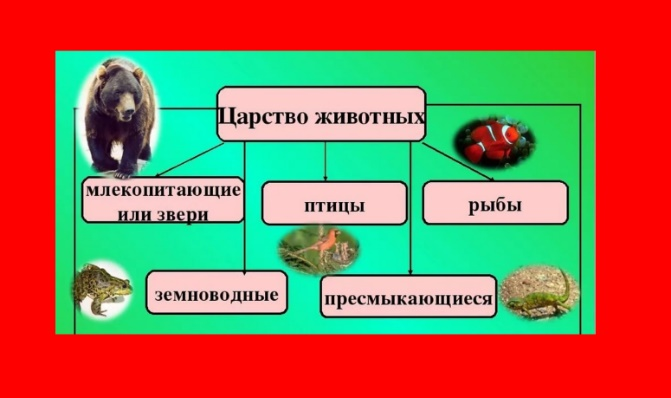 Царство животных
млекопитающие
или звери
птицы
рыбы
земноводные
пресмыкающиеся